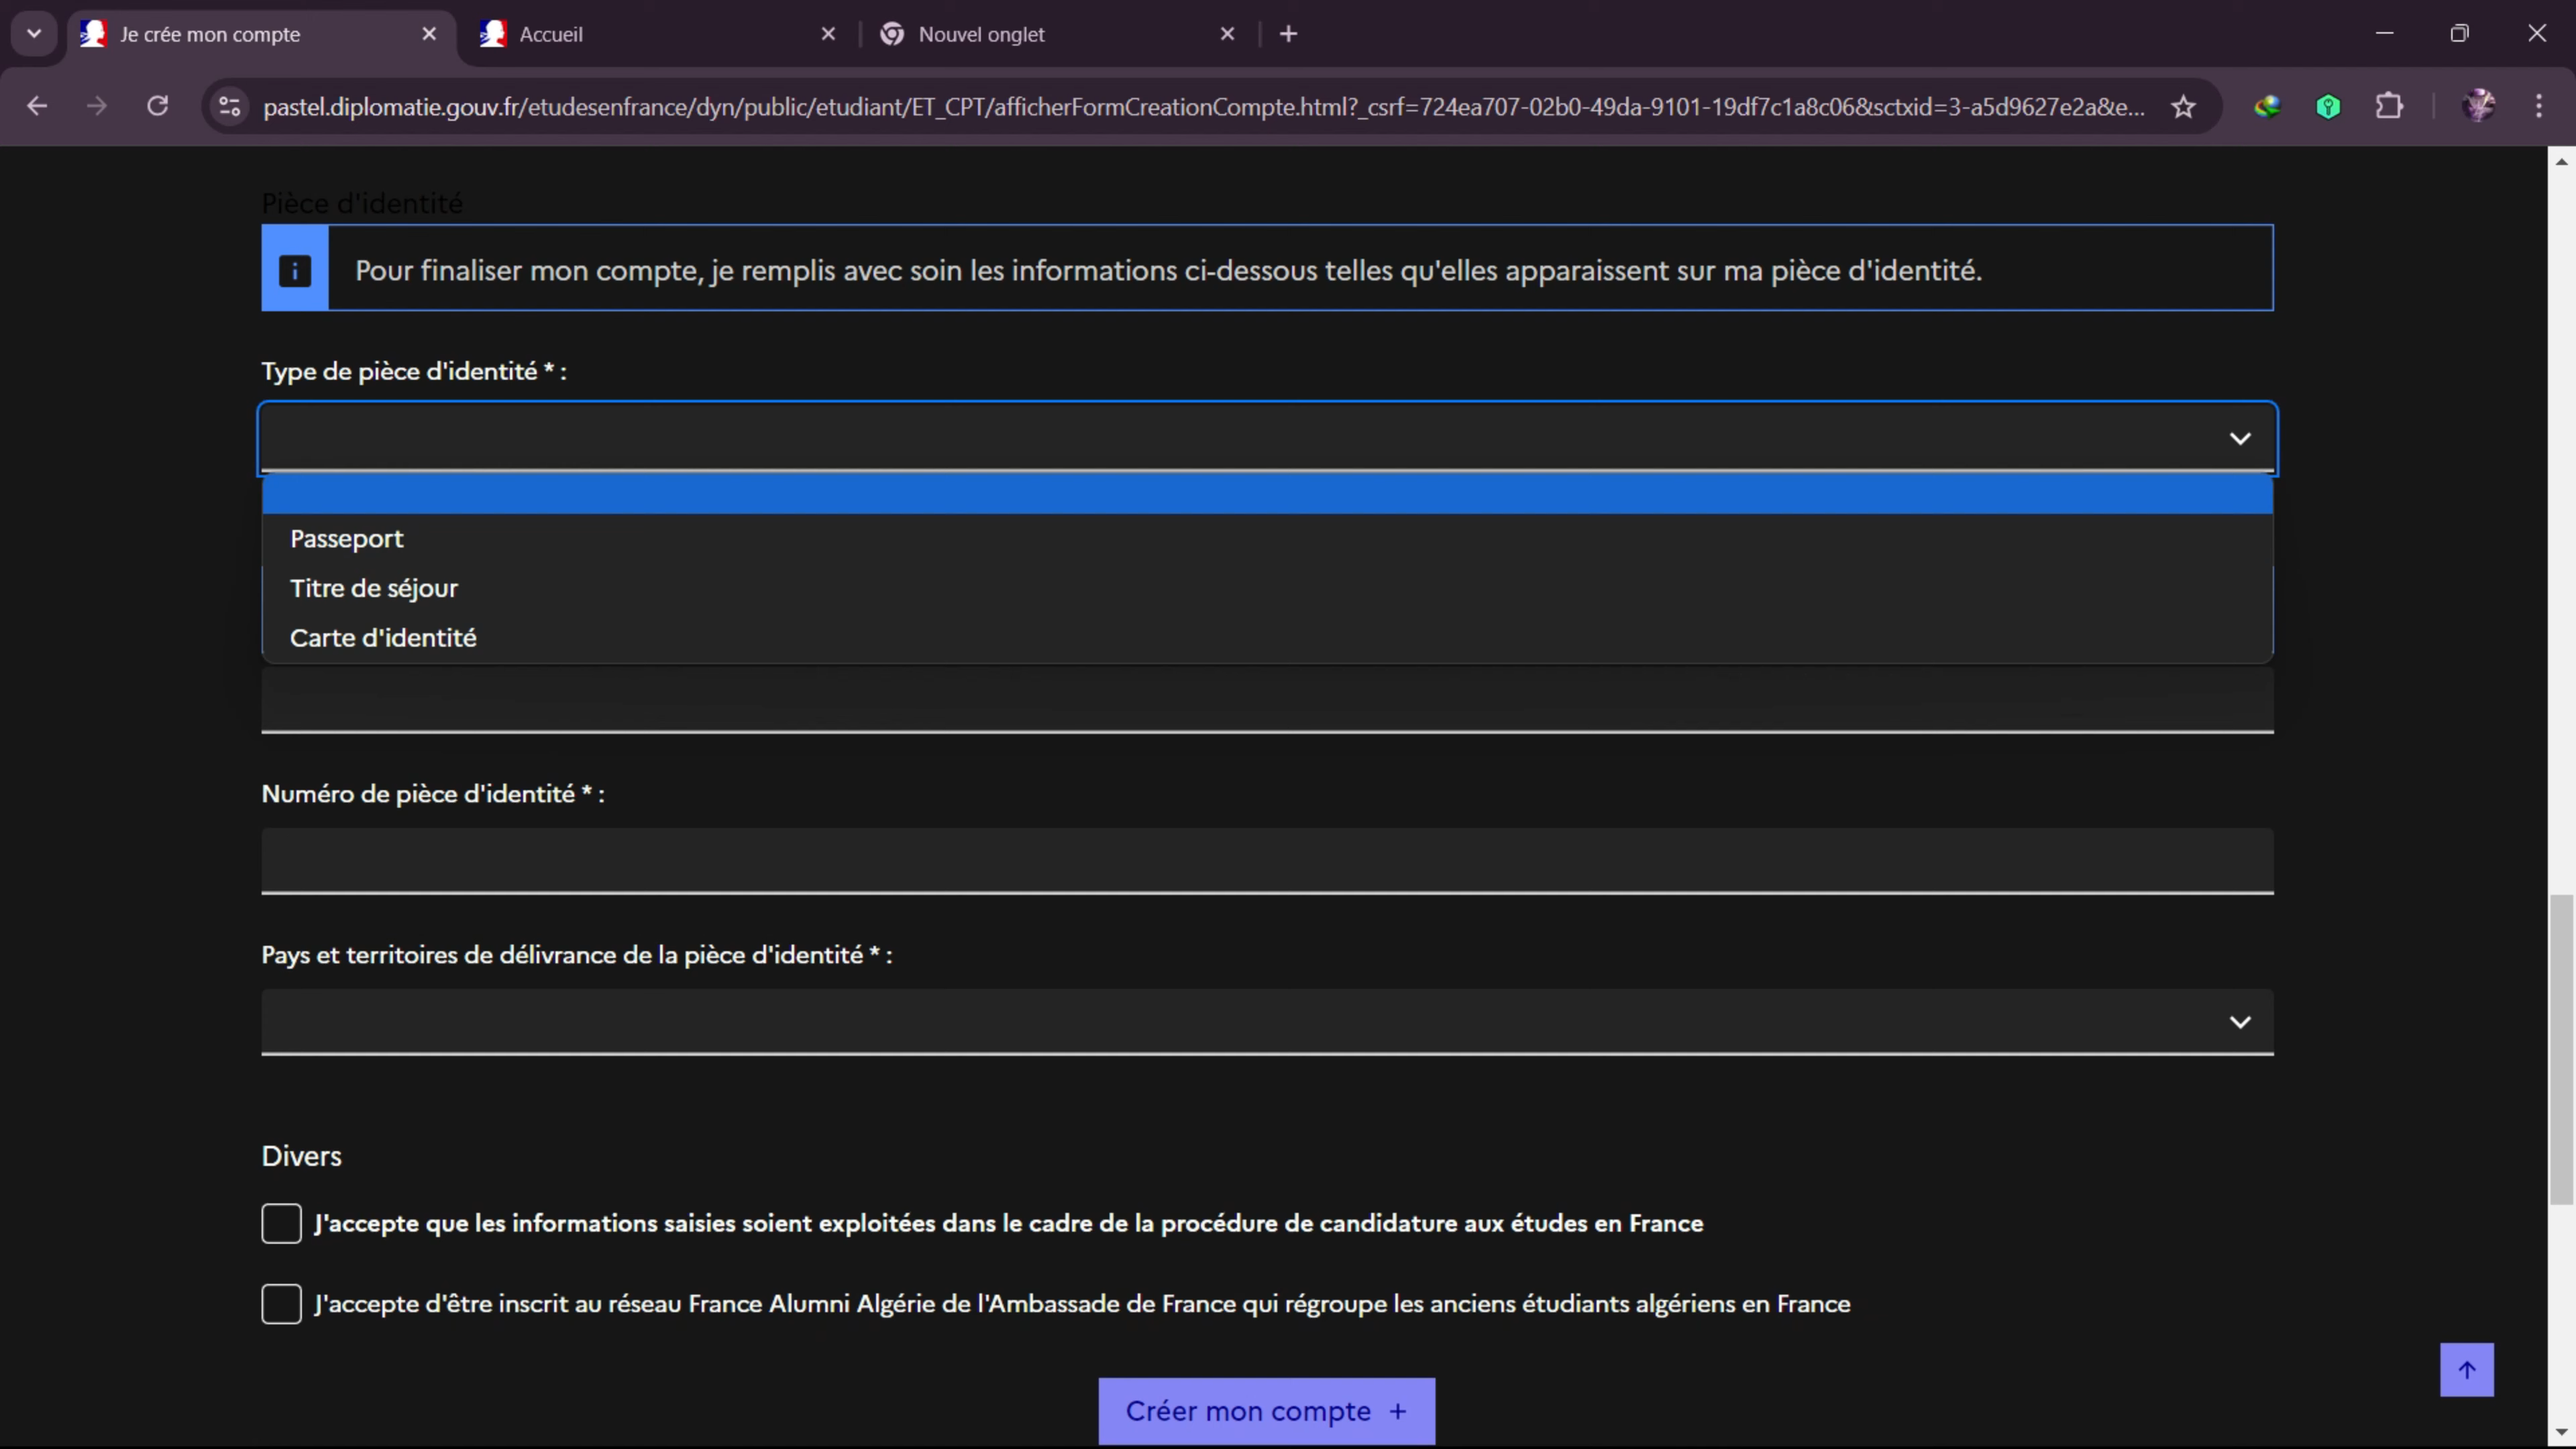 Je crée mon compte
Accueil
Nouvel onglet
pastel.diplomatie.gouv.fr/etudesenfrance/dyn/public/etudiant/ET_CPT/afficherFormCreationCompte.html?_csrf=724ea707-02b0-49da-9101-19df7c1a8c06&sctxid=3-a5d9627e2a&e...
Pièce d'identité
Pour finaliser mon compte, je remplis avec soin les informations ci-dessous telles qu'elles apparaissent sur ma pièce d'identité.
Type de pièce d'identité * :
Passeport
Titre de séjour
Carte d'identité
Numéro de pièce d'identité * :
Pays et territoires de délivrance de la pièce d'identité * :
Divers
J'accepte que les informations saisies soient exploitées dans le cadre de la procédure de candidature aux études en France
J'accepte d'être inscrit au réseau France Alumni Algérie de l'Ambassade de France qui régroupe les anciens étudiants algériens en France
Créer mon compte +